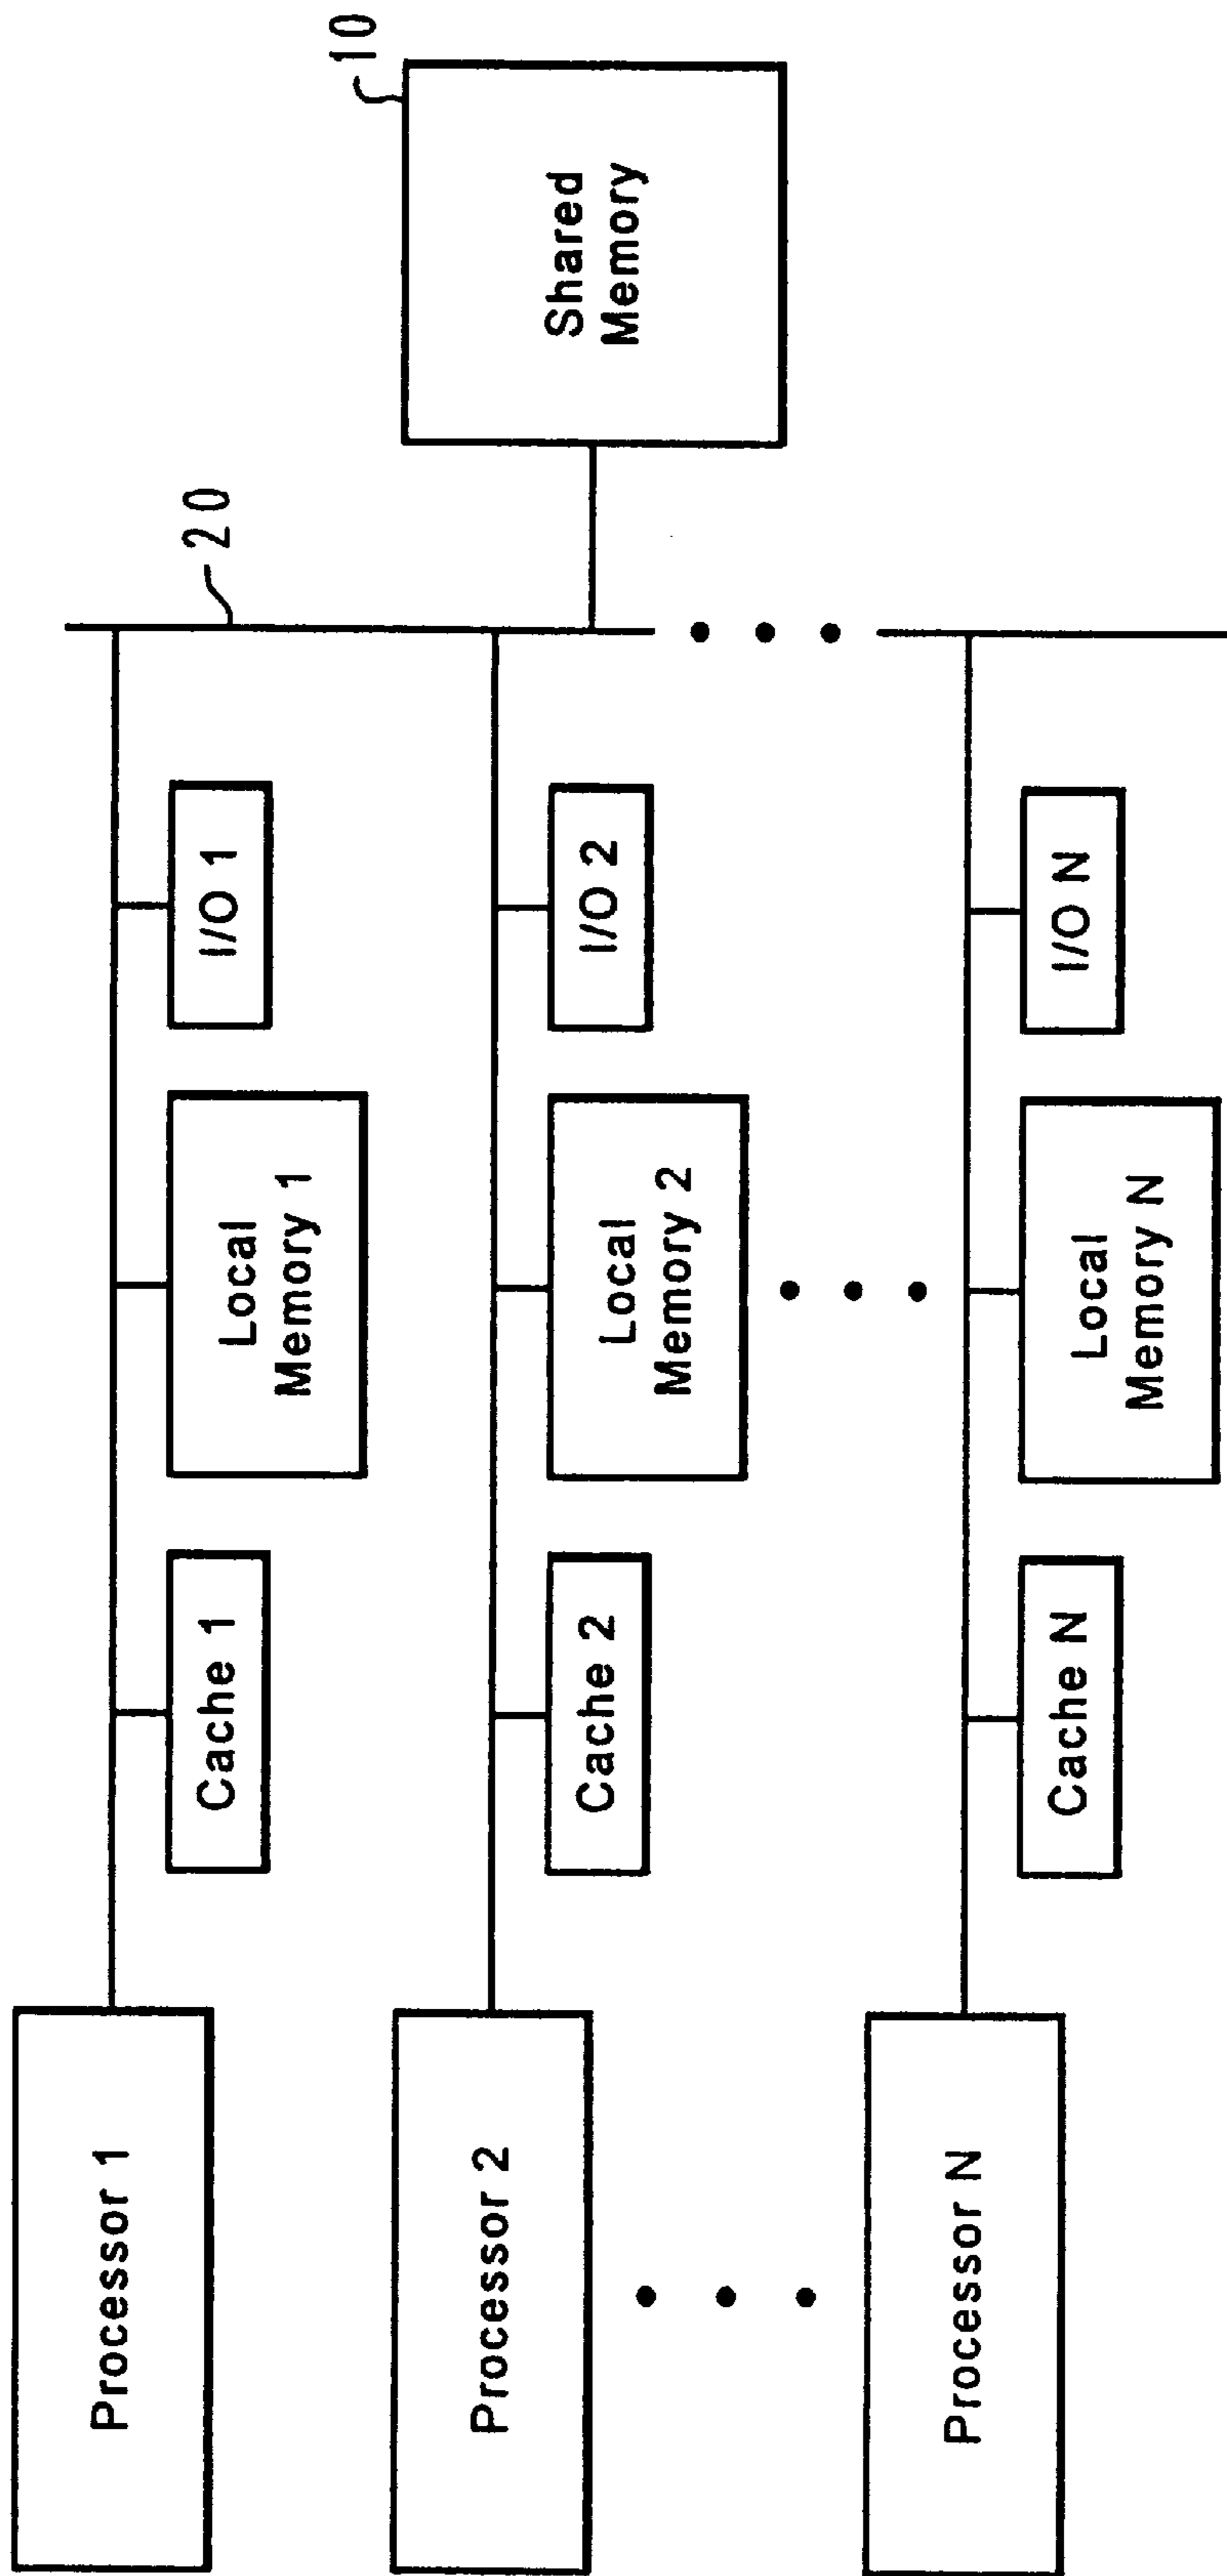 Processor 1
Cache 1
Local
Memory 1
I/O 1
20
10
Shared
Memory
Processor 2
Cache 2
Local
Memory 2
I/O 2
Processor N
Cache N
Local
Memory N
I/O N